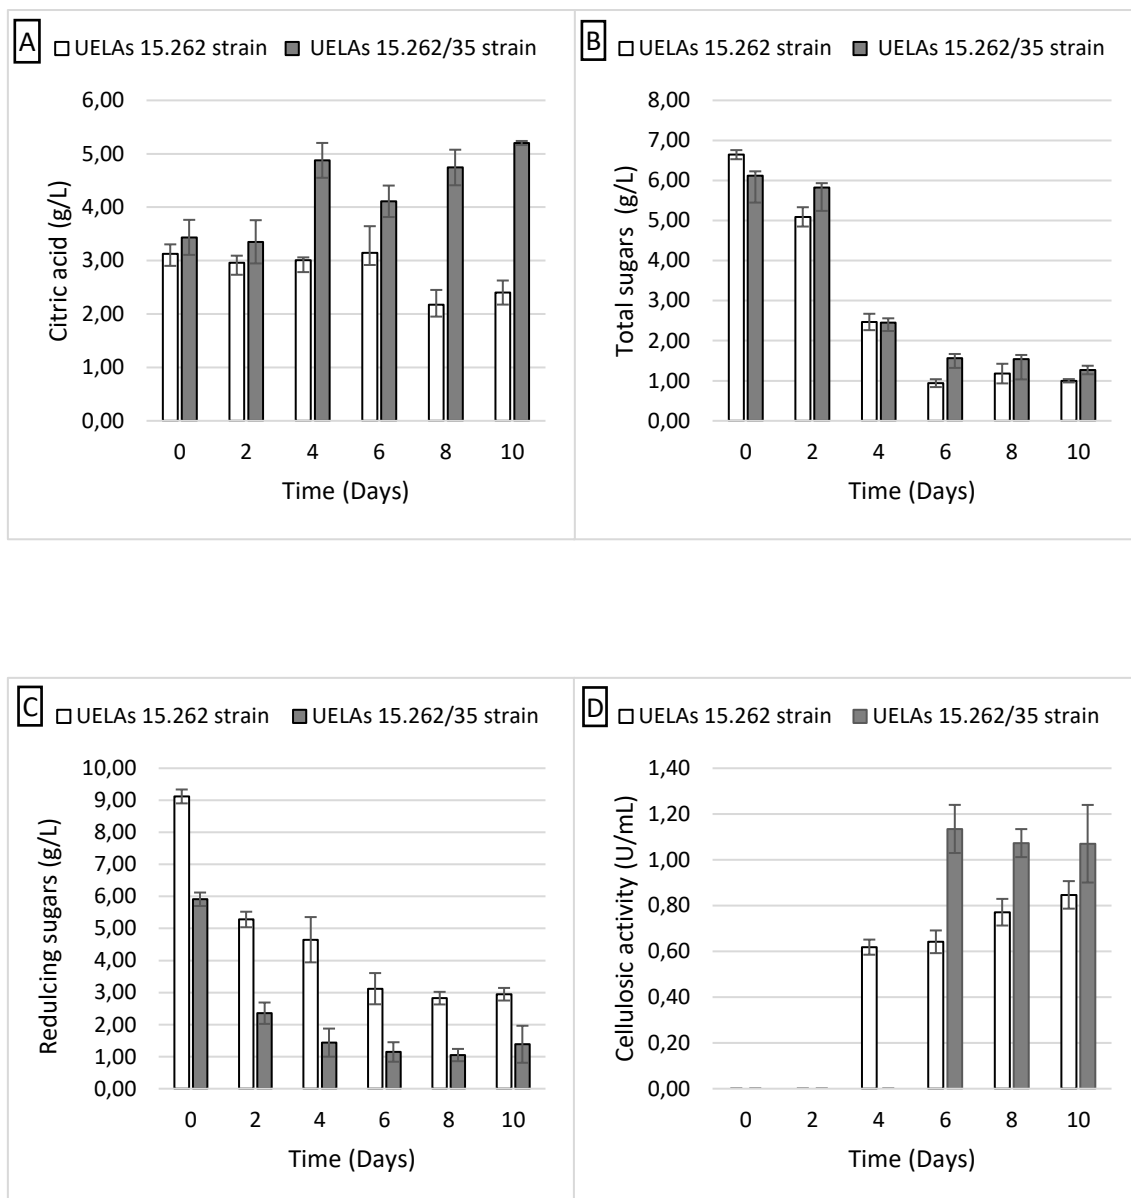 A
UELAs 15.262 strain UELAs 15.262/35 strain
6,00
5,00
4,00
3,00
2,00
1,00
0,00
Citric acid (g/L)
0 2 4 6 8 10
Time (Days)
B
UELAs 15.262 strain UELAs 15.262/35 strain
8,00
7,00
6,00
5,00
4,00
3,00
2,00
1,00
0,00
Total sugars (g/L)
0 2 4 6 8 10
Time (Days)
C
UELAs 15.262 strain UELAs 15.262/35 strain
10,00
9,00
8,00
7,00
6,00
5,00
4,00
3,00
2,00
1,00
0,00
Redulcing sugars (g/L)
0 2 4 6 8 10
Time (Days)
D
UELAs 15.262 strain UELAs 15.262/35 strain
1,40
1,20
1,00
0,80
0,60
0,40
0,20
0,00
Cellulosic activity (U/mL)
0 2 4 6 8 10
Time (Days)